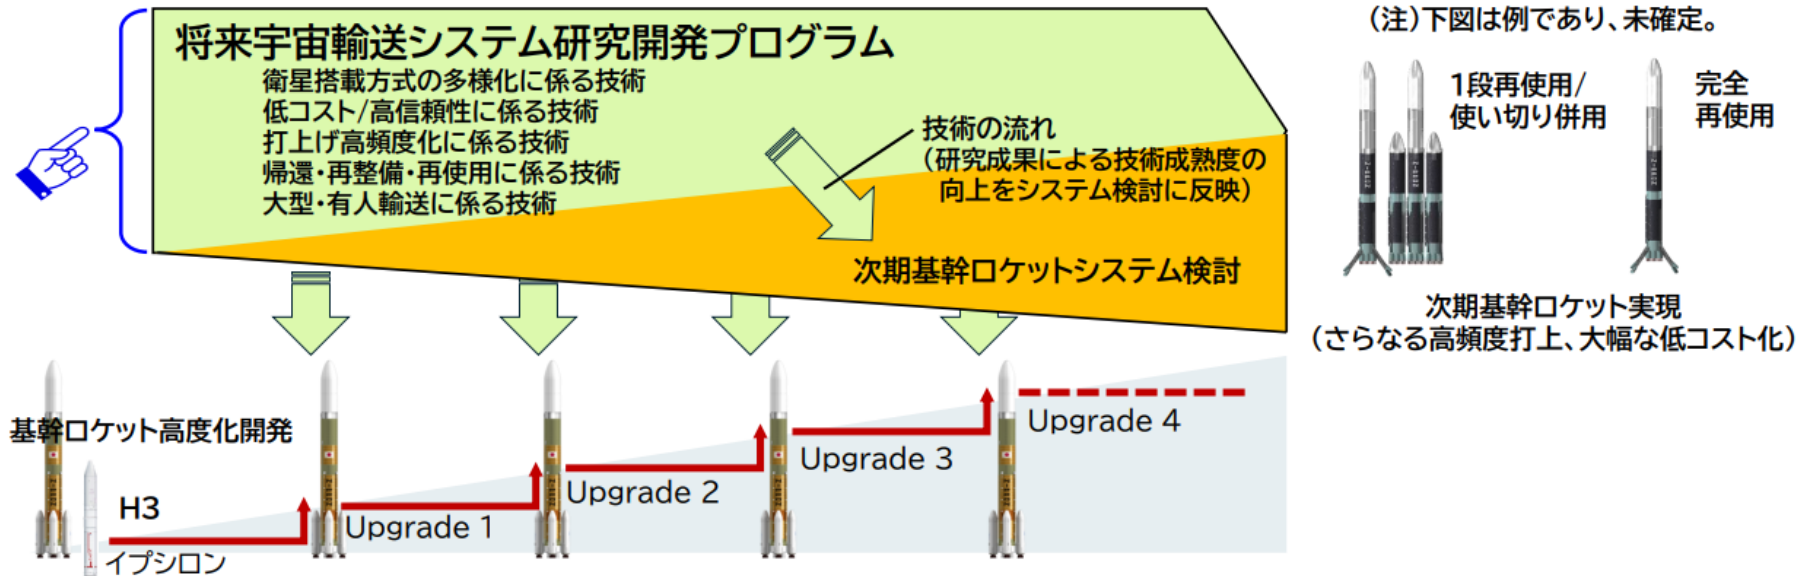 将来宇宙輸送システム研究開発プログラム
衛星搭載方式の多様化に係る技術
低コスト/高信頼性に係る技術
打上げ高頻度化に係る技術
帰還・再整備・再使用に係る技術
大型・有人輸送に係る技術
技術の流れ
(研究成果による技術成熟度の
向上をシステム検討に反映)
次期基幹ロケットシステム検討
(注)下図は例であり、未確定。
1段再使用/
使い切り併用
完全
再使用
次期基幹ロケット実現
(さらなる高頻度打上、大幅な低コスト化)
基幹ロケット高度化開発
H3
イプシロン
Upgrade 1
Upgrade 2
Upgrade 3
Upgrade 4